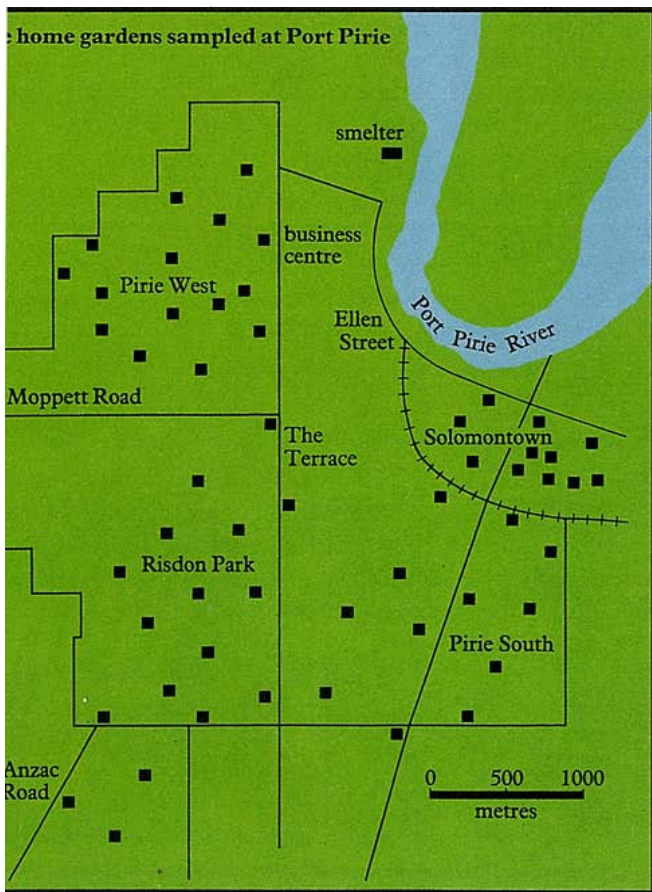 e home gardens sampled at Port Pirie
smelter
business
centre
Pirie West
Port Pirie River
Ellen
Street
Moppett Road
The
Terrace
Solomontown
Risdon Park
Pirie South
Anzac
Road
0 500 1000
metres